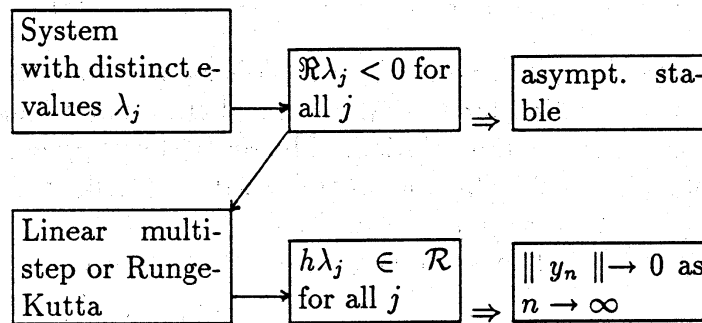 System
with distinct e-
values λ_j
ℜλ_j < 0 for
all j
⇒
asympt. sta-
ble
Linear multi-
step or Runge-
Kutta
hλ_j ∈ ℛ
for all j
⇒
‖ y_n ‖→ 0 as
n → ∞